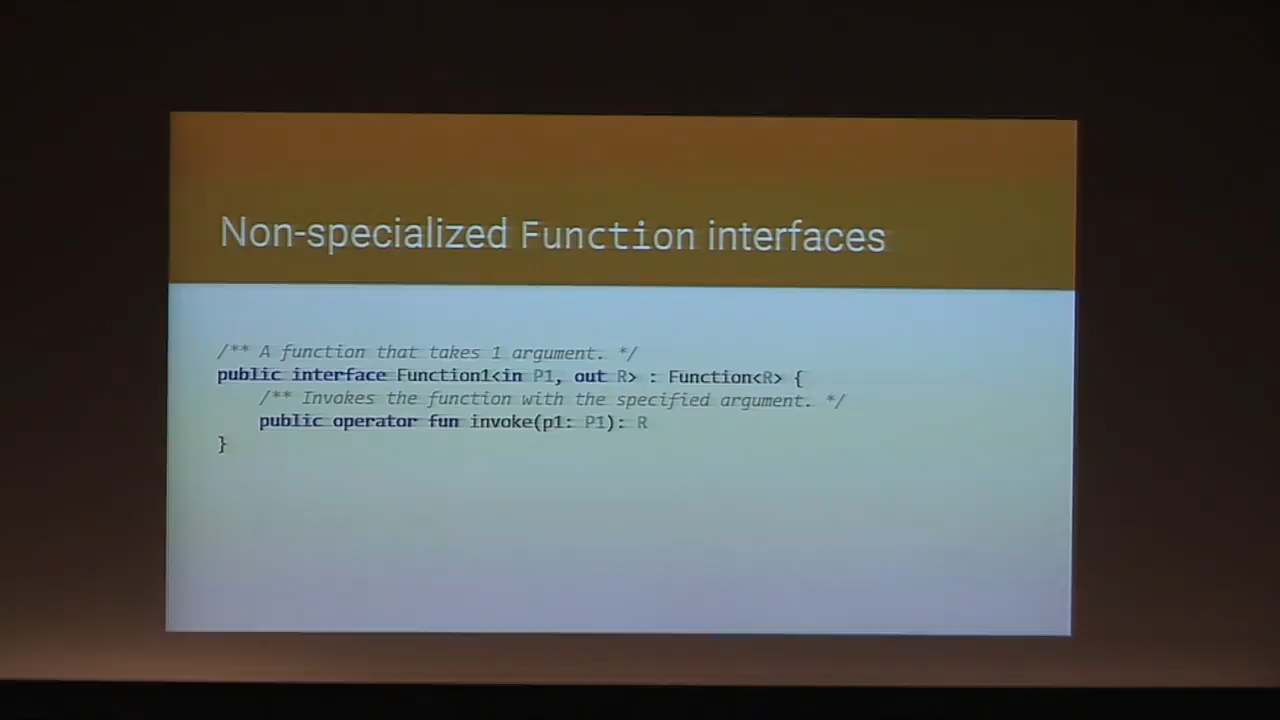 Non-specialized Function interfaces
/** A function that takes 1 argument. */
public interface Function1<in P1, out R> : Function<R> {
    /** Invokes the function with the specified argument. */
    public operator fun invoke(p1: P1): R
}